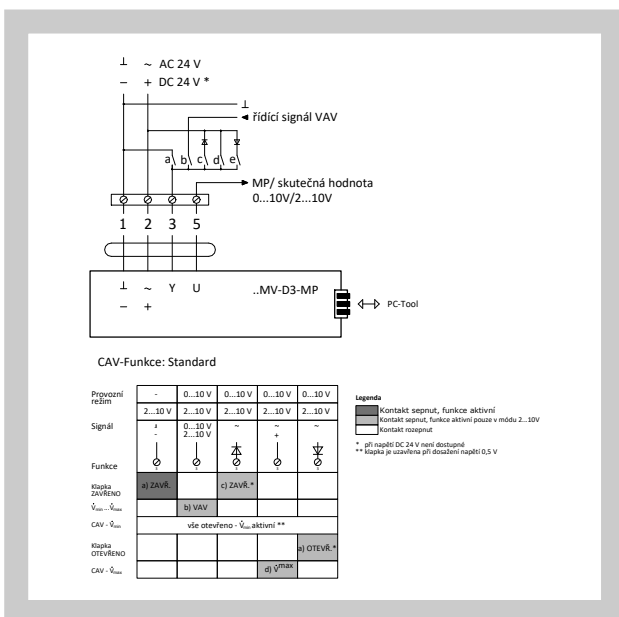 ⊥ ~ AC 24 V
– + DC 24 V *
⊥
řídící signál VAV
a b c d e
MP/ skutečná hodnota
0...10V/2...10V
1 2 3 5
⊥ ~ Y U ..MV-D3-MP
– +
PC-Tool
CAV-Funkce: Standard
Provozní režim - 0...10 V 0...10 V 0...10 V 0...10 V
2...10 V 2...10 V 2...10 V 2...10 V 2...10 V
Signál - 0...10 V ~ ~ ~
2...10 V +
Funkce
Klapka ZAVŘENO a) ZAVŘ. c) ZAVŘ.*
V̇min ...V̇max b) VAV
CAV - V̇min vše otevřeno - V̇min aktivní **
Klapka OTEVŘENO a) OTEVŘ.*
CAV - V̇max d) V̇max
Legenda
Kontakt sepnut, funkce aktivní
Kontakt sepnut, funkce aktivní pouze v módu 2...10V
Kontakt rozepnut
* při napětí DC 24 V není dostupné
** klapka je uzavřena při dosažení napětí 0,5 V